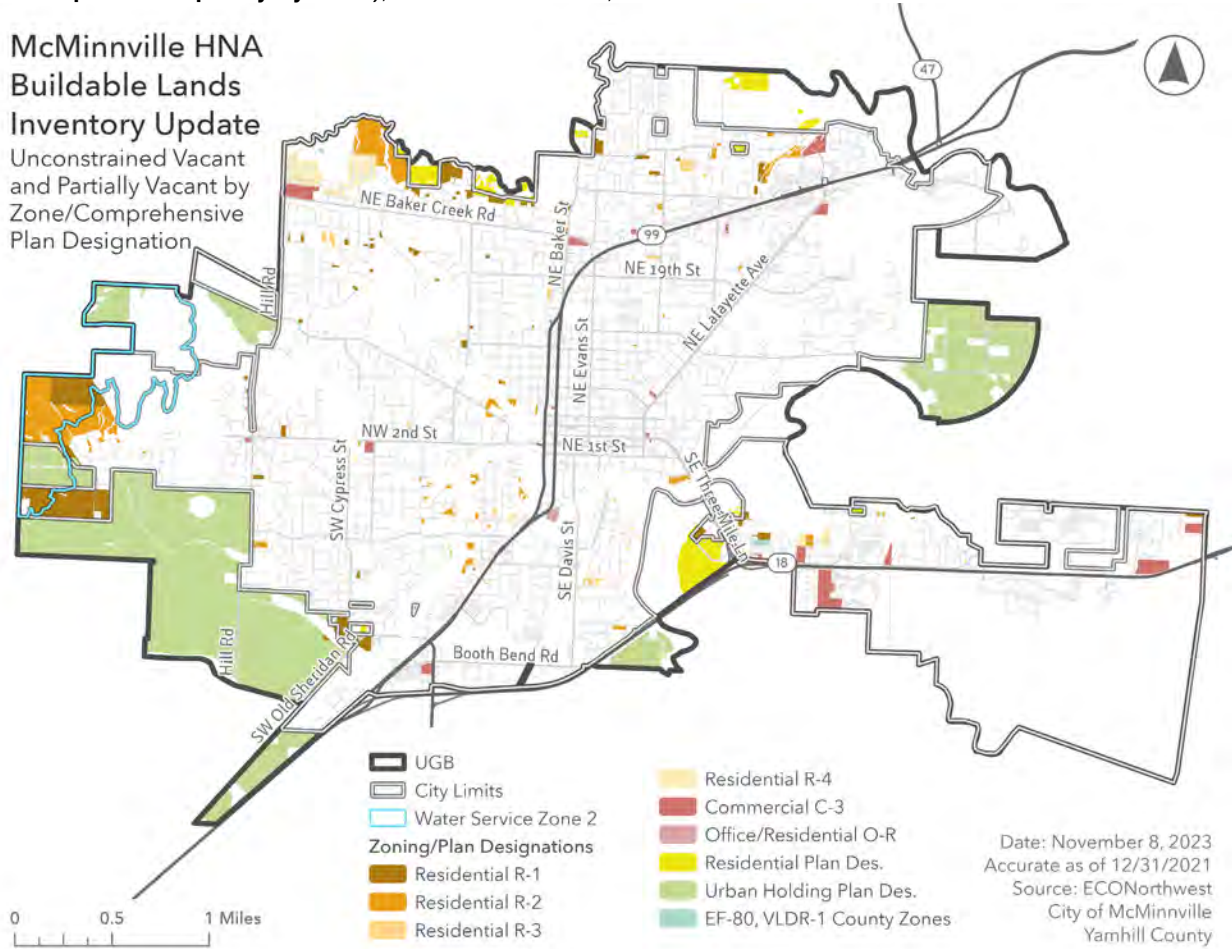 McMinnville HNA
Buildable Lands
Inventory Update
Unconstrained Vacant
and Partially Vacant by
Zone/Comprehensive
Plan Designation
47
NE Baker Creek Rd
NE Baker St
99
NE 19th St
NE Lafayette Ave
Hill Rd
NE Evans St
NW 2nd St
NE 1st St
SW Cypress St
SE Three Mile Ln
SE Davis St
18
Hill Rd
Booth Bend Rd
SW Old Sheridan Rd
UGB
City Limits
Water Service Zone 2
Zoning/Plan Designations
Residential R-1
Residential R-2
Residential R-3
Residential R-4
Commercial C-3
Office/Residential O-R
Residential Plan Des.
Urban Holding Plan Des.
EF-80, VLDR-1 County Zones
Date: November 8, 2023
Accurate as of 12/31/2021
Source: ECONorthwest
City of McMinnville
Yamhill County
0 0.5 1 Miles